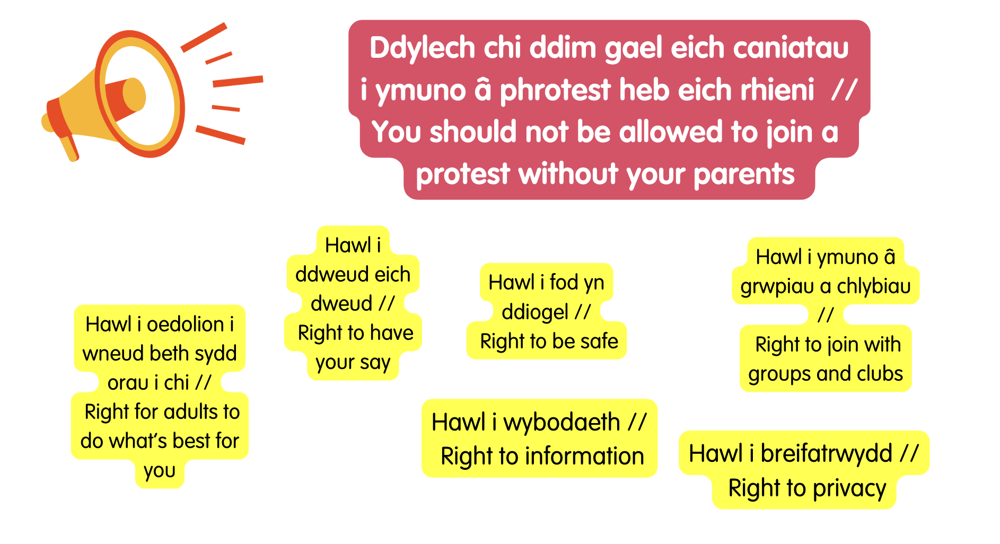 Ddylech chi ddim gael eich caniatau
i ymuno â phrotest heb eich rhieni //
You should not be allowed to join a
protest without your parents
Hawl i oedolion i
wneud beth sydd
orau i chi //
Right for adults to
do what's best for
you
Hawl i
ddweud eich
dweud //
Right to have
your say
Hawl i fod yn
ddiogel //
Right to be safe
Hawl i ymuno â
grwpiau a chlybiau
//
Right to join with
groups and clubs
Hawl i wybodaeth //
Right to information
Hawl i breifatrwydd //
Right to privacy